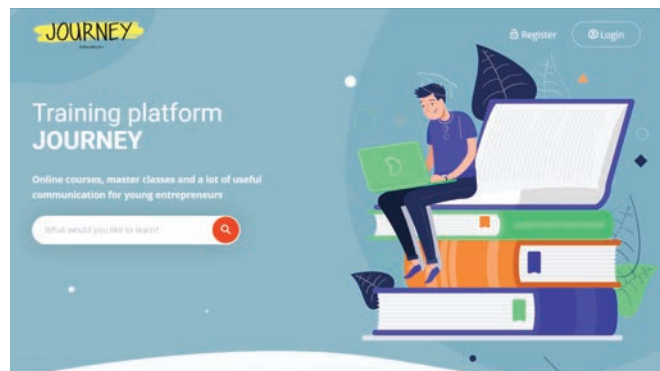 JOURNEY
Register
Login
Training platform
JOURNEY
Online courses, master classes and a lot of useful
communication for young entrepreneurs
What would you like to learn?